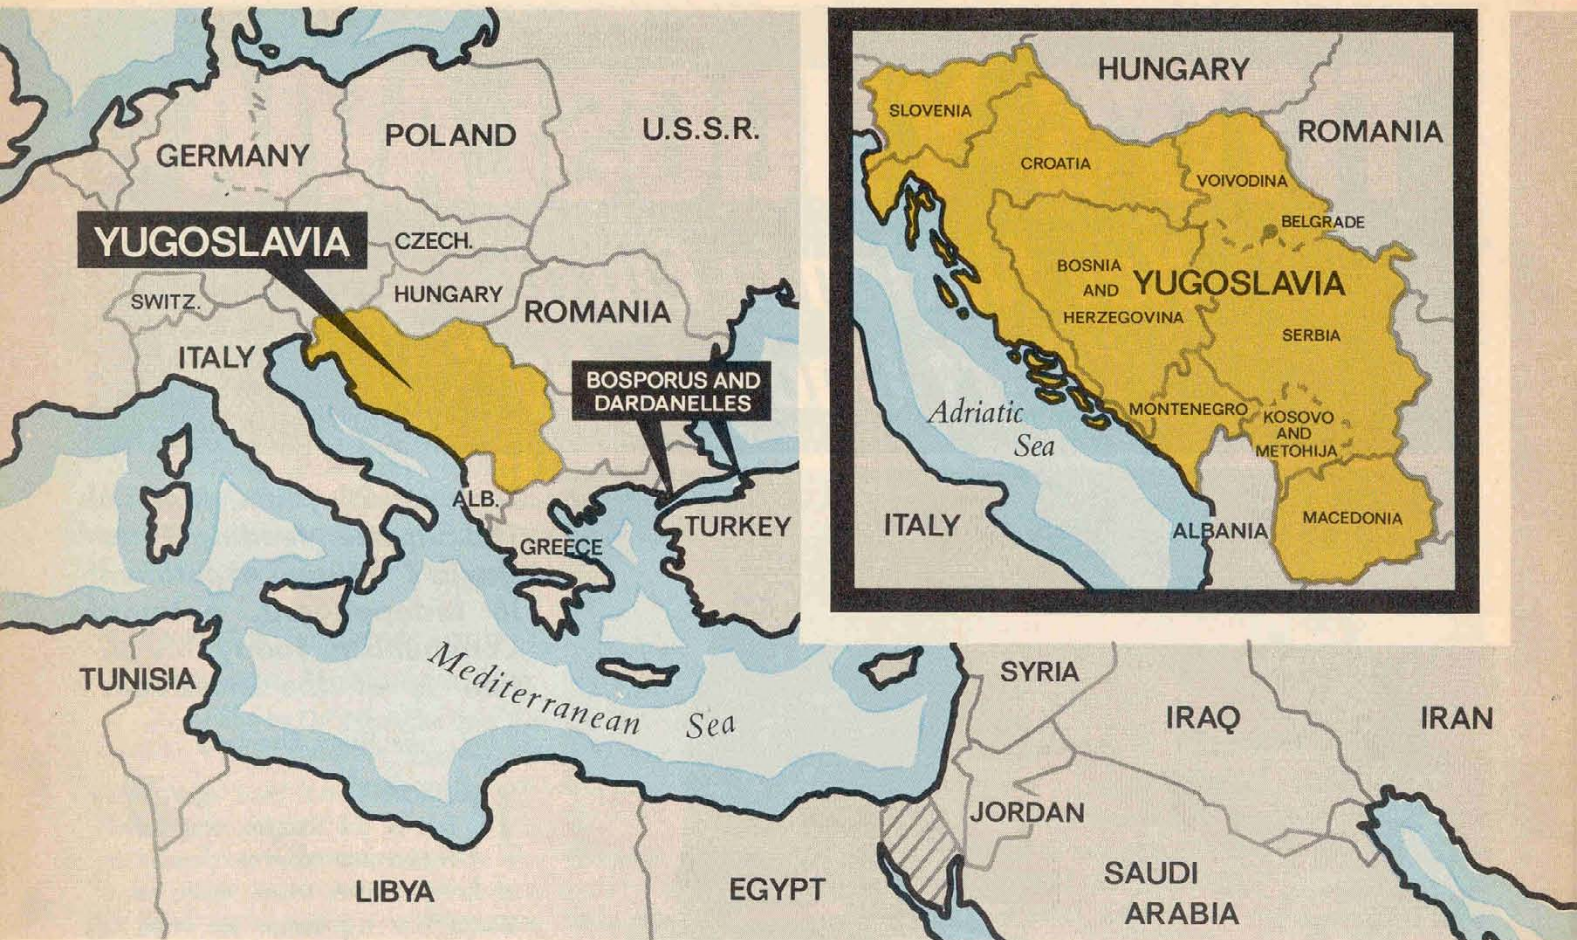 GERMANY
POLAND
U.S.S.R.
YUGOSLAVIA
CZECH.
SWITZ.
HUNGARY
ROMANIA
ITALY
BOSPORUS AND
DARDANELLES
ALB.
GREECE
TURKEY
TUNISIA
Mediterranean Sea
LIBYA
EGYPT
SYRIA
IRAQ
IRAN
JORDAN
SAUDI
ARABIA
HUNGARY
SLOVENIA
ROMANIA
CROATIA
VOIVODINA
BELGRADE
BOSNIA
AND
HERZEGOVINA
YUGOSLAVIA
SERBIA
Adriatic
Sea
MONTENEGRO
KOSOVO
AND
METOHIJA
ITALY
ALBANIA
MACEDONIA